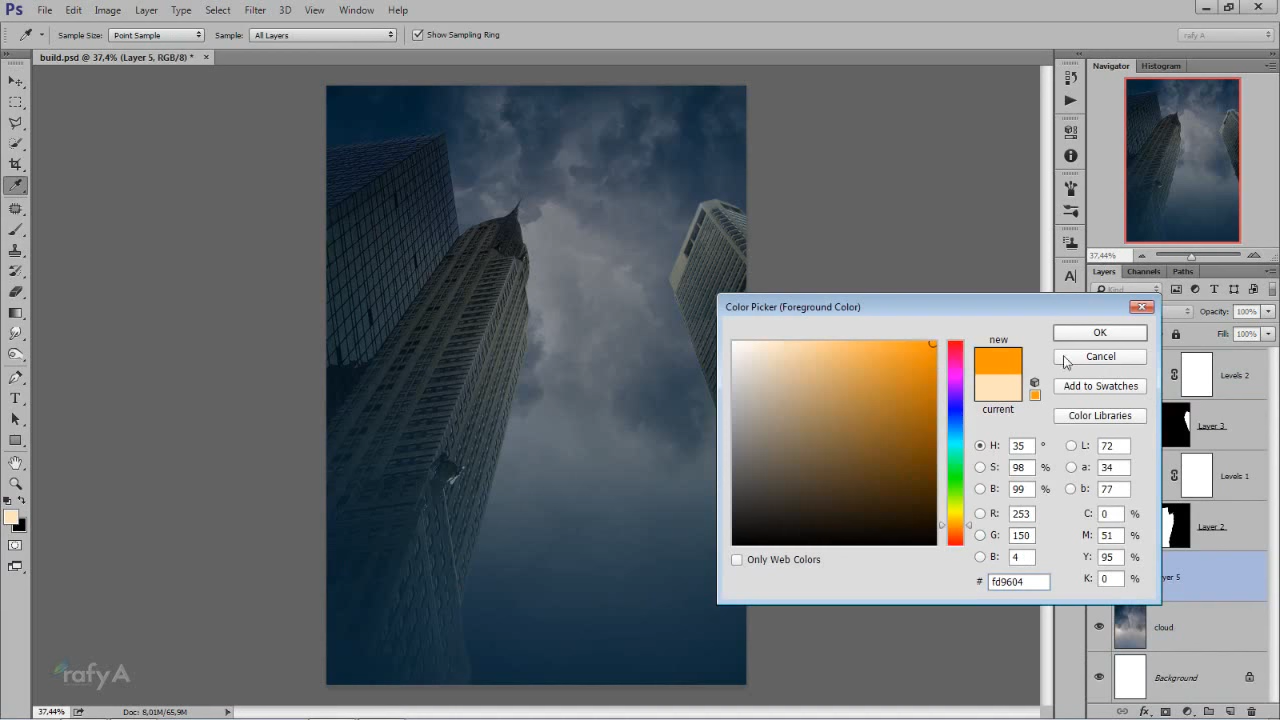 Ps File Edit Image Layer Type Select Filter 3D View Window Help
Sample Size: Point Sample Sample: All Layers Show Sampling Ring rafy A
build.psd @ 37,4% (Layer 5, RGB/8) * ×
Navigator Histogram
37,44%
Layers Channels Paths
Kind
Opacity: 100%
Fill: 100%
Levels 2
Layer 3
Levels 1
Layer 2
yer 5
cloud
Background
Color Picker (Foreground Color)
new
current
OK
Cancel
Add to Swatches
Color Libraries
H: 35 ° L: 72
S: 98 % a: 34
B: 99 % b: 77
R: 253 C: 0 %
G: 150 M: 51 %
B: 4 Y: 95 %
# fd9604 K: 0 %
Only Web Colors
rafy A
37,44% Doc: 8,01M/65,9M